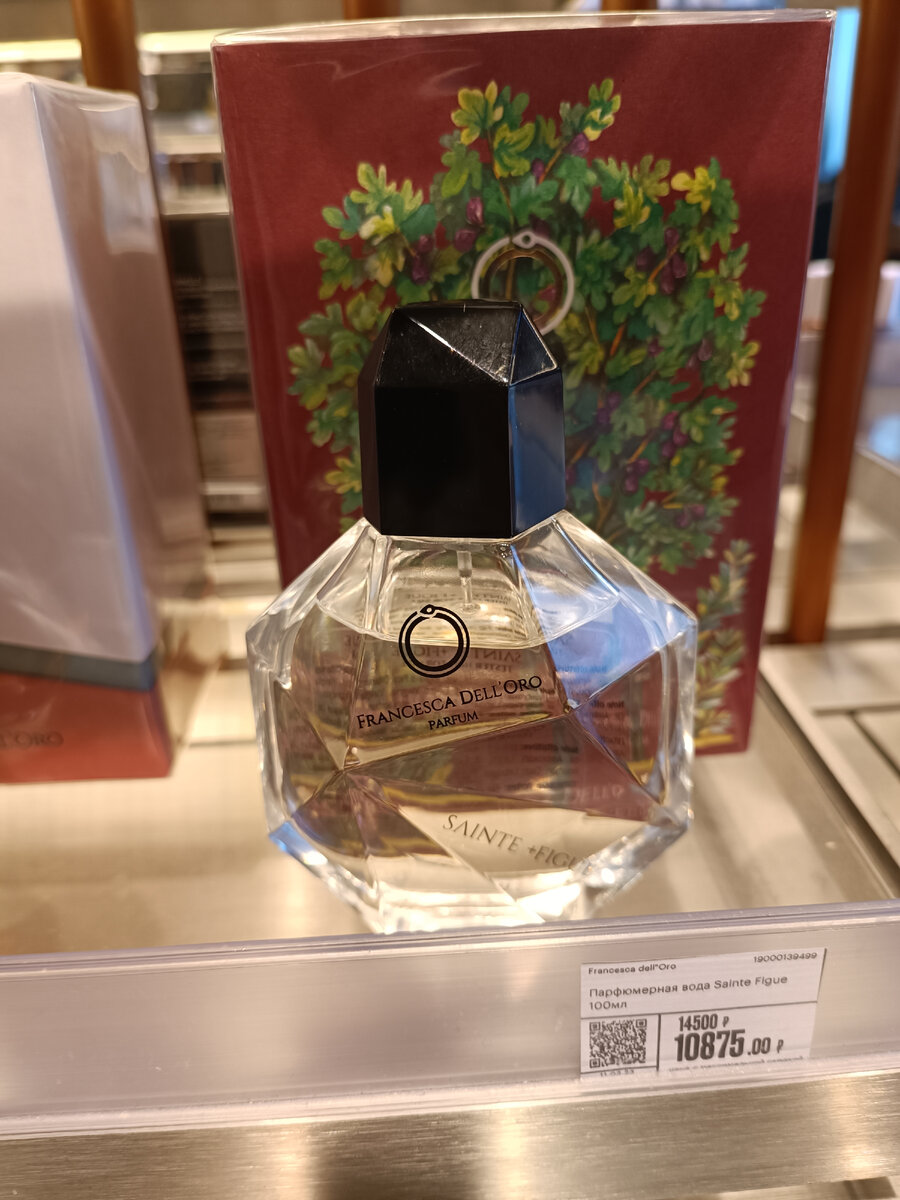 FRANCESCA DELL'ORO
PARFUM
SAINTE +FIGUE
Francesca dell"Oro
19000139499
Парфюмерная вода Sainte Figue
100мл
14500 ₽
10875.00 ₽